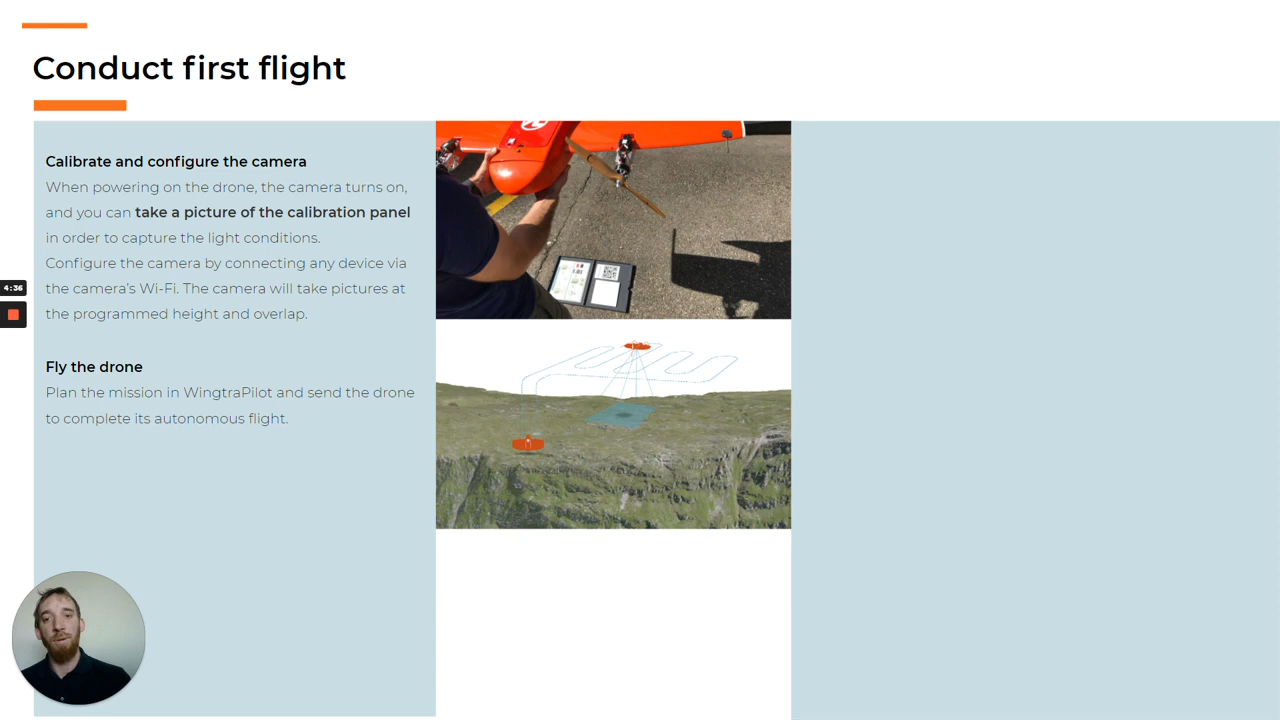 Conduct first flight
Calibrate and configure the camera
When powering on the drone, the camera turns on,
and you can take a picture of the calibration panel
in order to capture the light conditions.
Configure the camera by connecting any device via
the camera's Wi-Fi. The camera will take pictures at
the programmed height and overlap.
4:36
Fly the drone
Plan the mission in WingtraPilot and send the drone
to complete its autonomous flight.